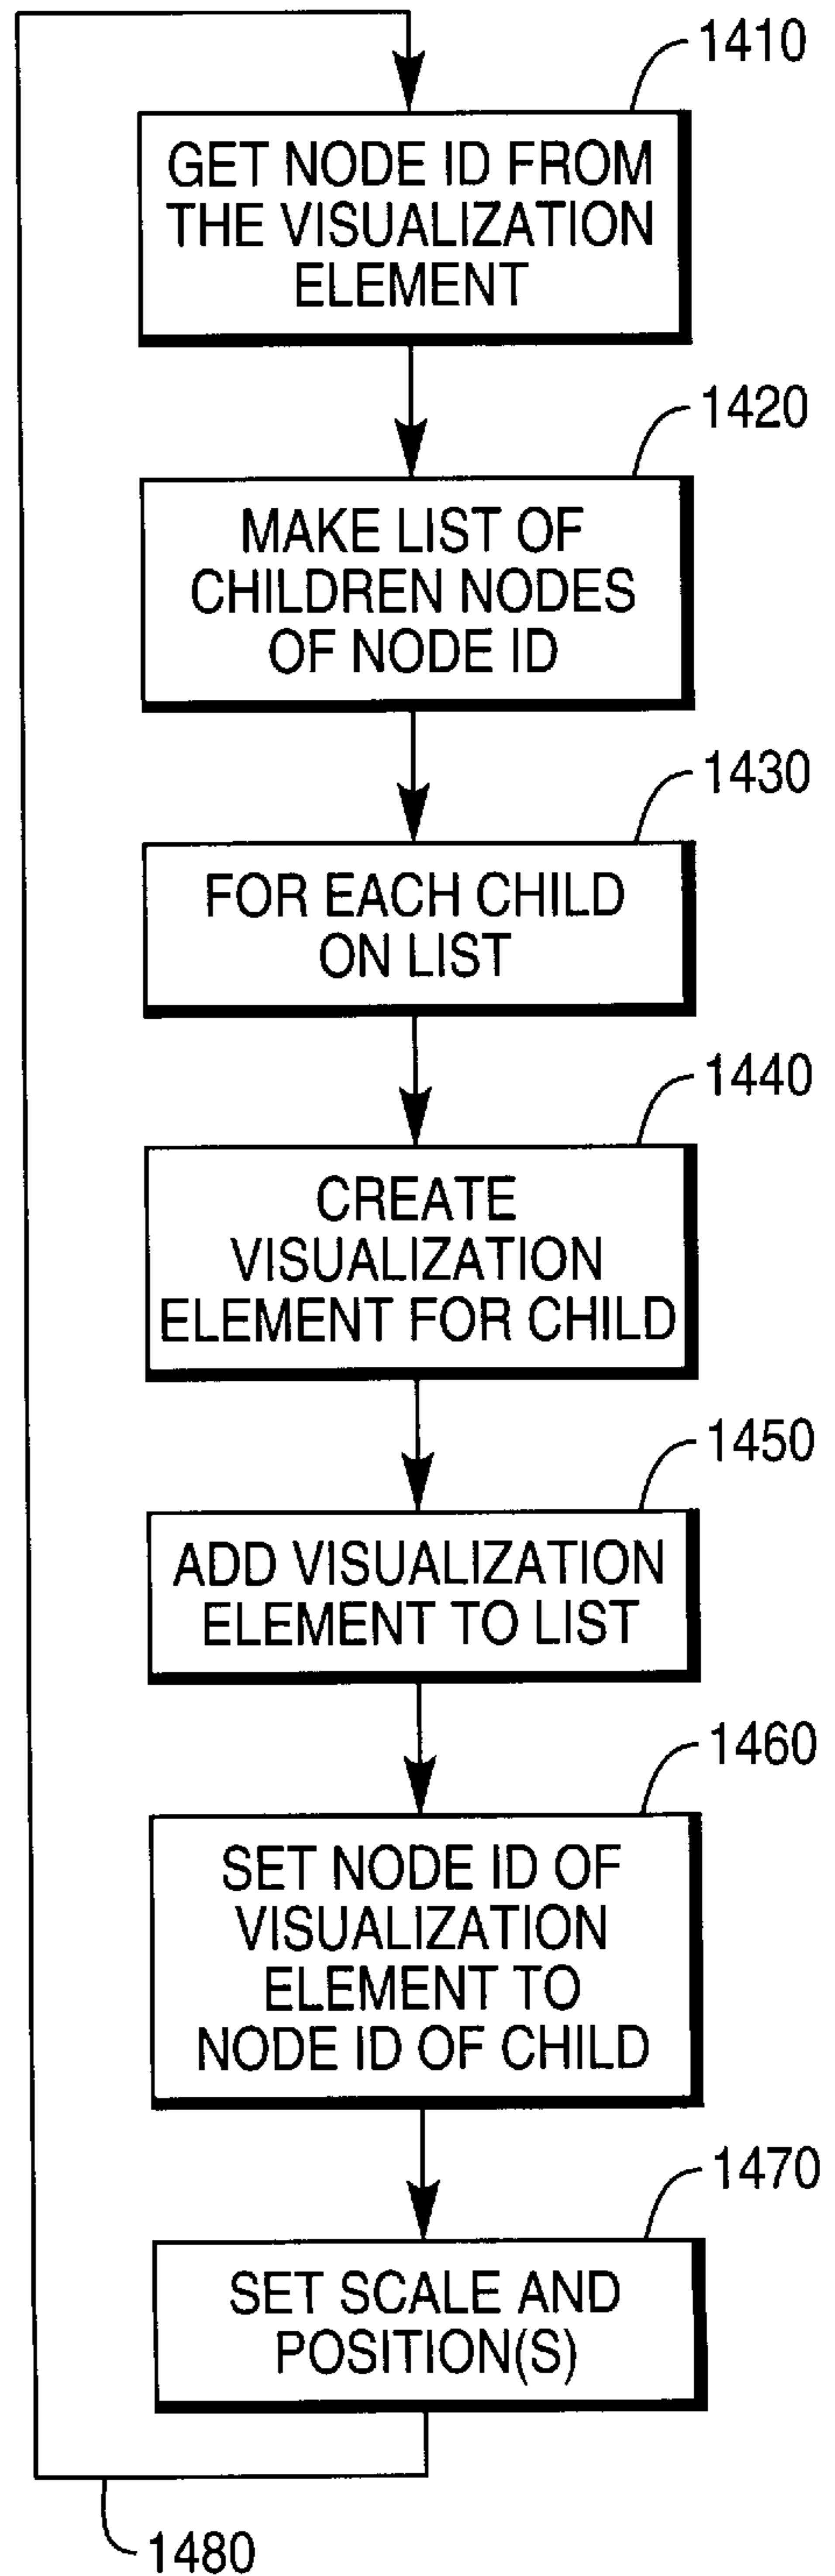 1410
GET NODE ID FROM
THE VISUALIZATION
ELEMENT
1420
MAKE LIST OF
CHILDREN NODES
OF NODE ID
1430
FOR EACH CHILD
ON LIST
1440
CREATE
VISUALIZATION
ELEMENT FOR CHILD
1450
ADD VISUALIZATION
ELEMENT TO LIST
1460
SET NODE ID OF
VISUALIZATION
ELEMENT TO
NODE ID OF CHILD
1470
SET SCALE AND
POSITION(S)
1480